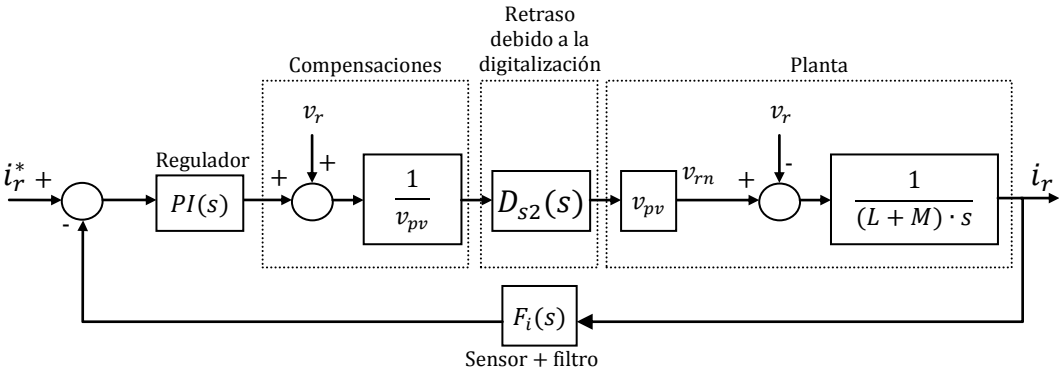 Retraso
debido a la
digitalización
Compensaciones
Planta
v_r
v_r
Regulador
i_r^* +
PI(s)
+
+
1
v_pv
D_s2(s)
v_pv
v_rn
+
-
1
(L + M) · s
i_r
-
F_i(s)
Sensor + filtro